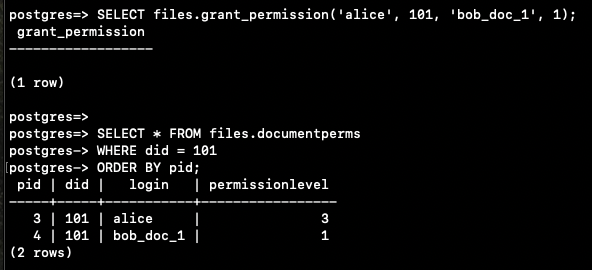 postgres=> SELECT files.grant_permission('alice', 101, 'bob_doc_1', 1);
 grant_permission
------------------

(1 row)

postgres=>
postgres=> SELECT * FROM files.documentperms
postgres-> WHERE did = 101
postgres-> ORDER BY pid;
 pid | did |   login   | permissionlevel
-----+-----+-----------+-----------------
   3 | 101 | alice     |               3
   4 | 101 | bob_doc_1 |               1
(2 rows)